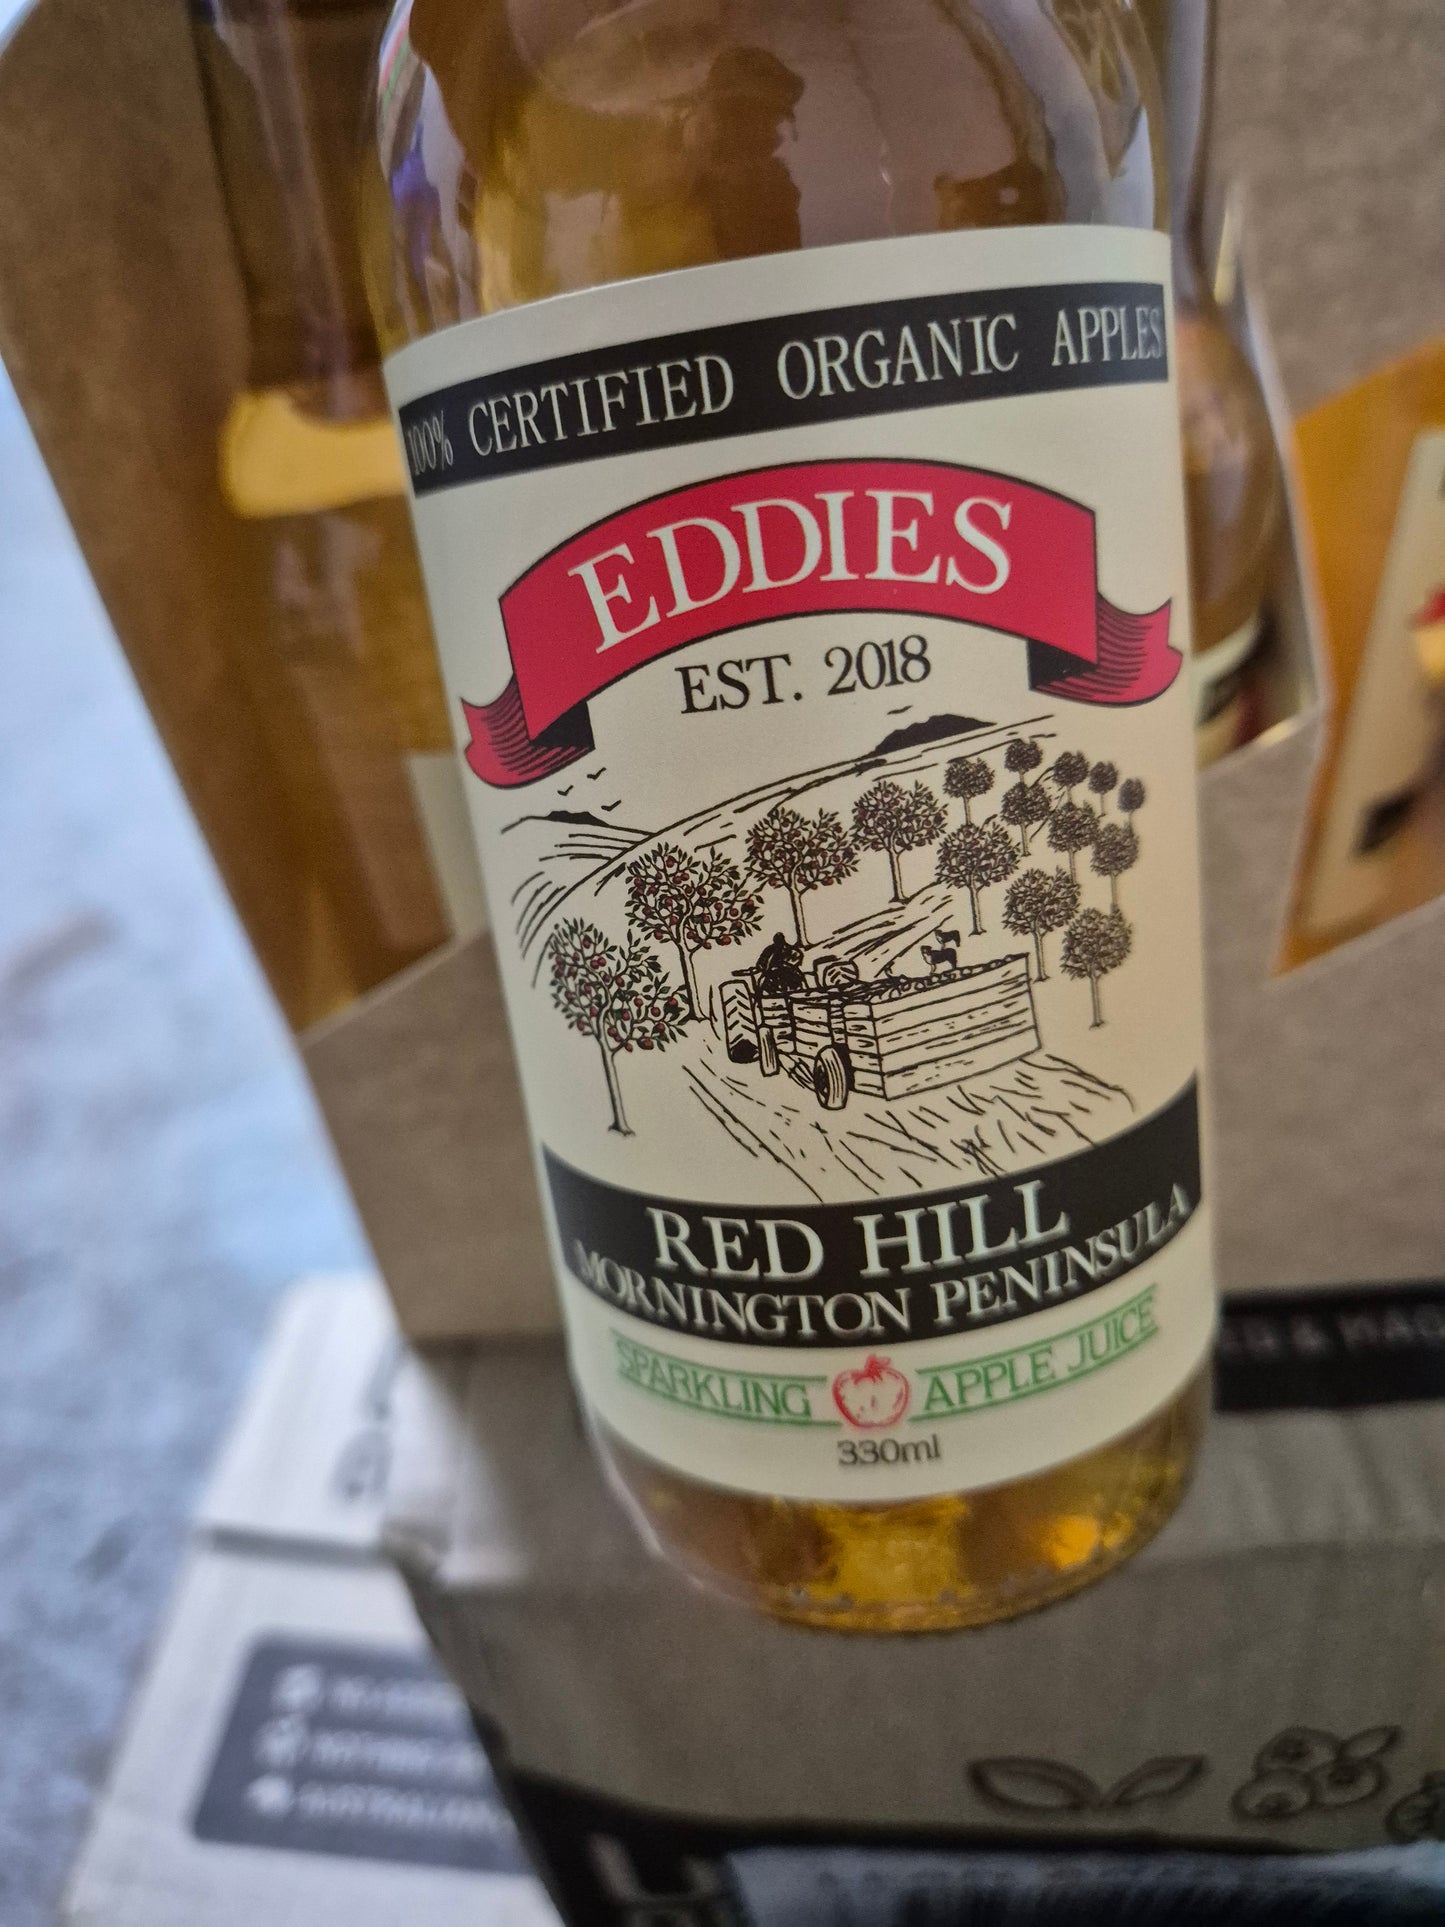 100% CERTIFIED ORGANIC APPLES
EDDIES
EST. 2018
RED HILL
MORNINGTON PENINSULA
SPARKLING APPLE JUICE
330ml